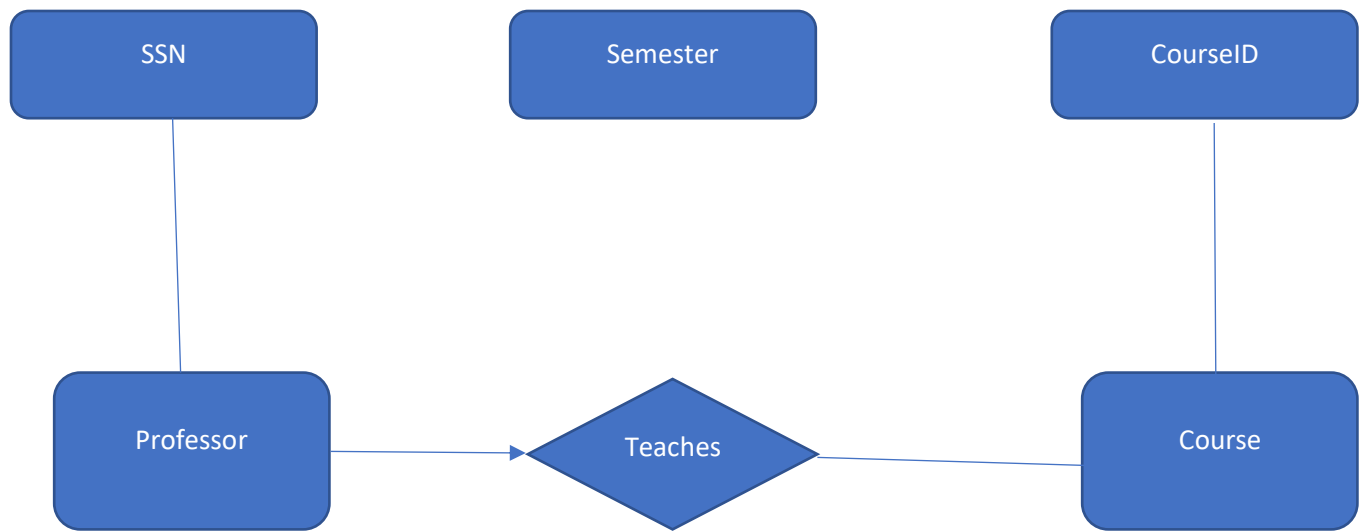 SSN
Semester
CourseID
Professor
Teaches
Course